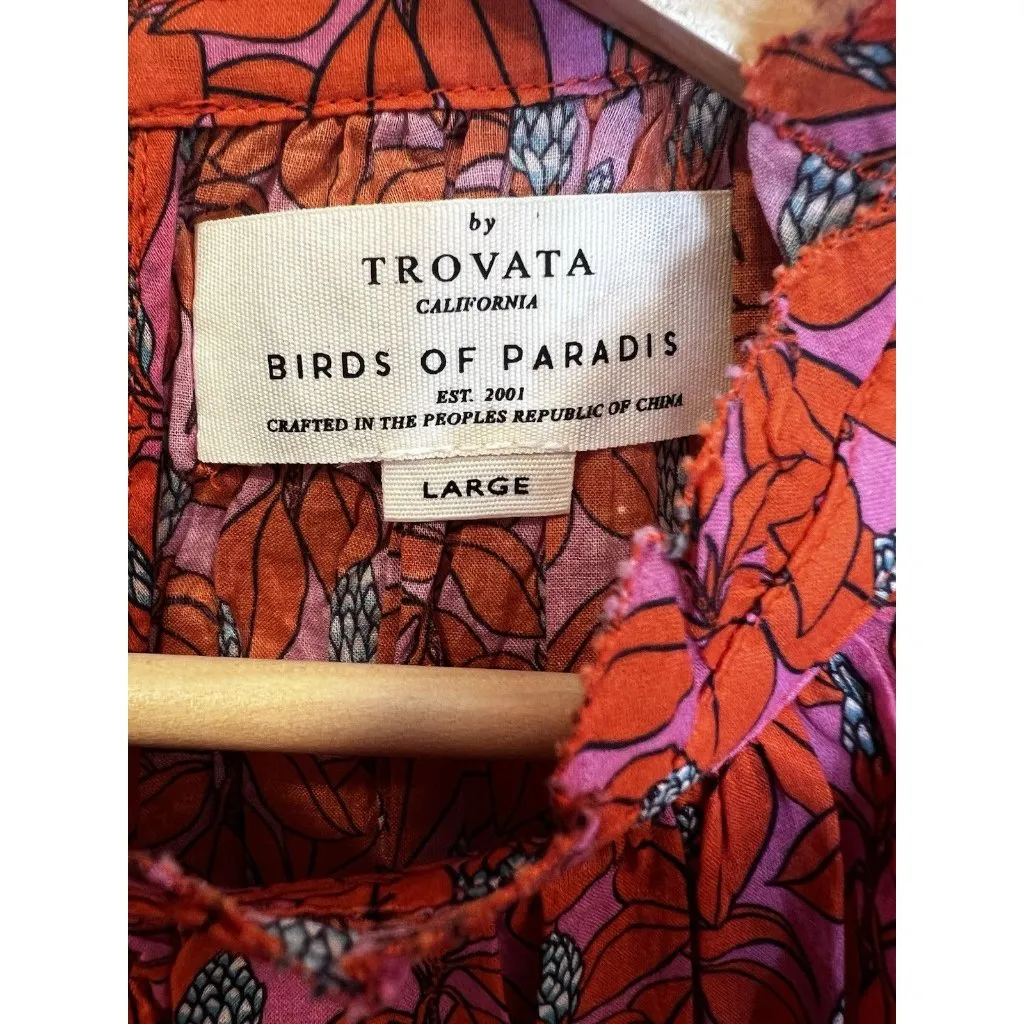 by
TROVATA
CALIFORNIA
BIRDS OF PARADIS
EST. 2001
CRAFTED IN THE PEOPLES REPUBLIC OF CHINA
LARGE